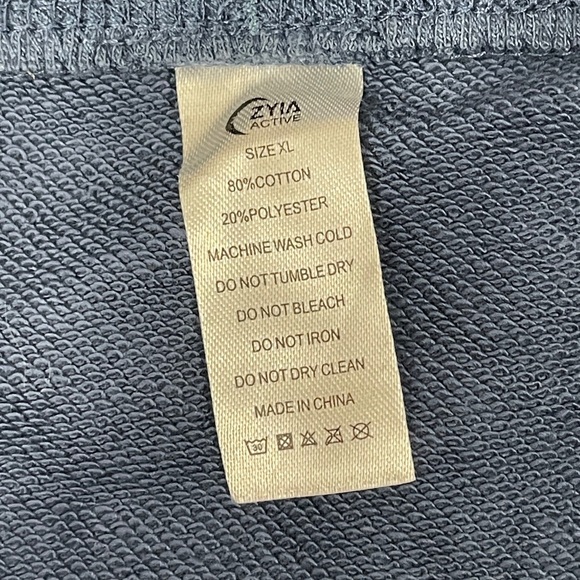 ZYIA
ACTIVE
SIZE XL
80%COTTON
20%POLYESTER
MACHINE WASH COLD
DO NOT TUMBLE DRY
DO NOT BLEACH
DO NOT IRON
DO NOT DRY CLEAN
MADE IN CHINA
30